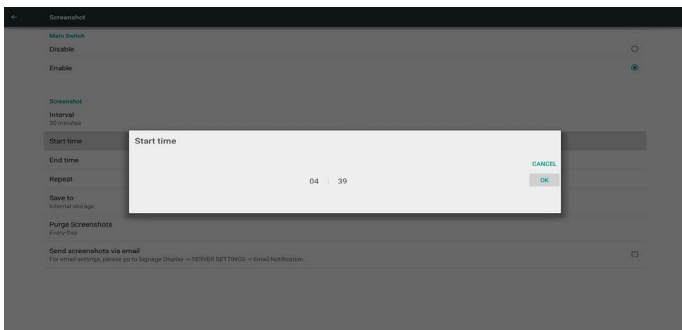 Screenshot
Main Switch
Disable
Enable
Screenshot
Interval
30 minutes
Start time
Start time
End time
CANCEL
04 : 39
Repeat
OK
Save to
Internal storage
Purge Screenshots
Every Day
Send screenshots via email
For email settings, please go to Signage Display -> SERVER SETTINGS -> Email Notification...